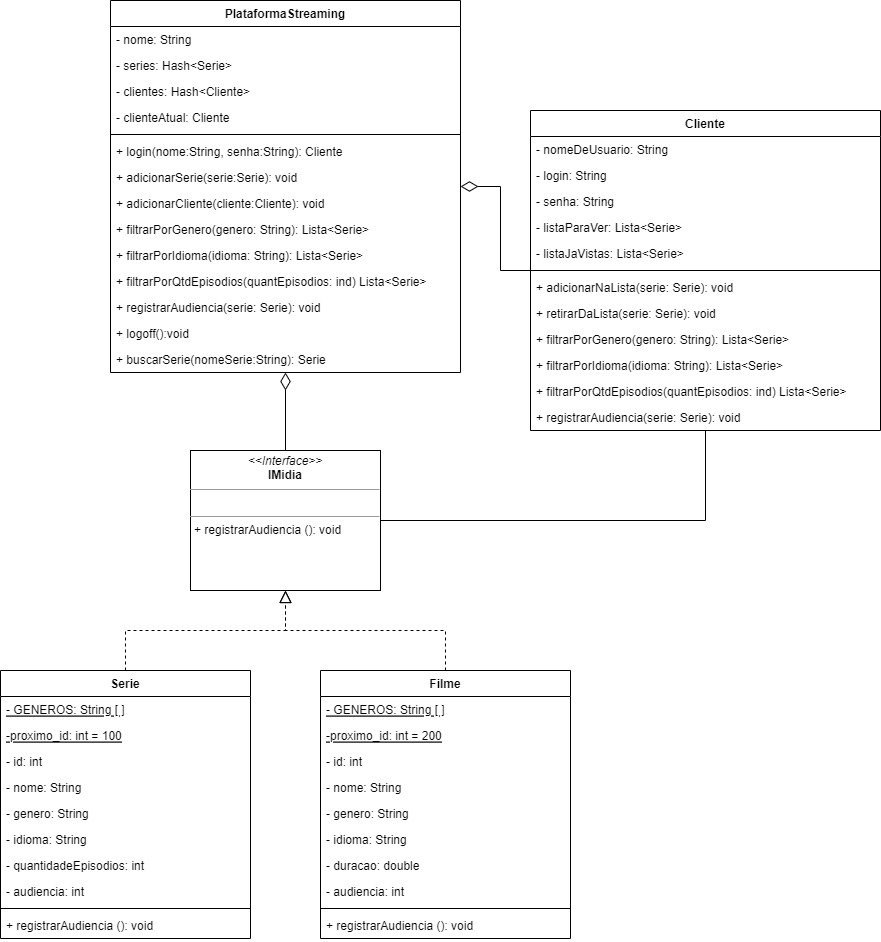 PlataformaStreaming
- nome: String
- series: Hash<Serie>
- clientes: Hash<Cliente>
- clienteAtual: Cliente
+ login(nome:String, senha:String): Cliente
+ adicionarSerie(serie:Serie): void
+ adicionarCliente(cliente:Cliente): void
+ filtrarPorGenero(genero: String): Lista<Serie>
+ filtrarPorIdioma(idioma: String): Lista<Serie>
+ filtrarPorQtdEpisodios(quantEpisodios: ind) Lista<Serie>
+ registrarAudiencia(serie: Serie): void
+ logoff():void
+ buscarSerie(nomeSerie:String): Serie
Cliente
- nomeDeUsuario: String
- login: String
- senha: String
- listaParaVer: Lista<Serie>
- listaJaVistas: Lista<Serie>
+ adicionarNaLista(serie: Serie): void
+ retirarDaLista(serie: Serie): void
+ filtrarPorGenero(genero: String): Lista<Serie>
+ filtrarPorIdioma(idioma: String): Lista<Serie>
+ filtrarPorQtdEpisodios(quantEpisodios: ind) Lista<Serie>
+ registrarAudiencia(serie: Serie): void
<<Interface>>
IMidia
+ registrarAudiencia (): void
Serie
- GENEROS: String [ ]
-proximo_id: int = 100
- id: int
- nome: String
- genero: String
- idioma: String
- quantidadeEpisodios: int
- audiencia: int
+ registrarAudiencia (): void
Filme
- GENEROS: String [ ]
-proximo_id: int = 200
- id: int
- nome: String
- genero: String
- idioma: String
- duracao: double
- audiencia: int
+ registrarAudiencia (): void